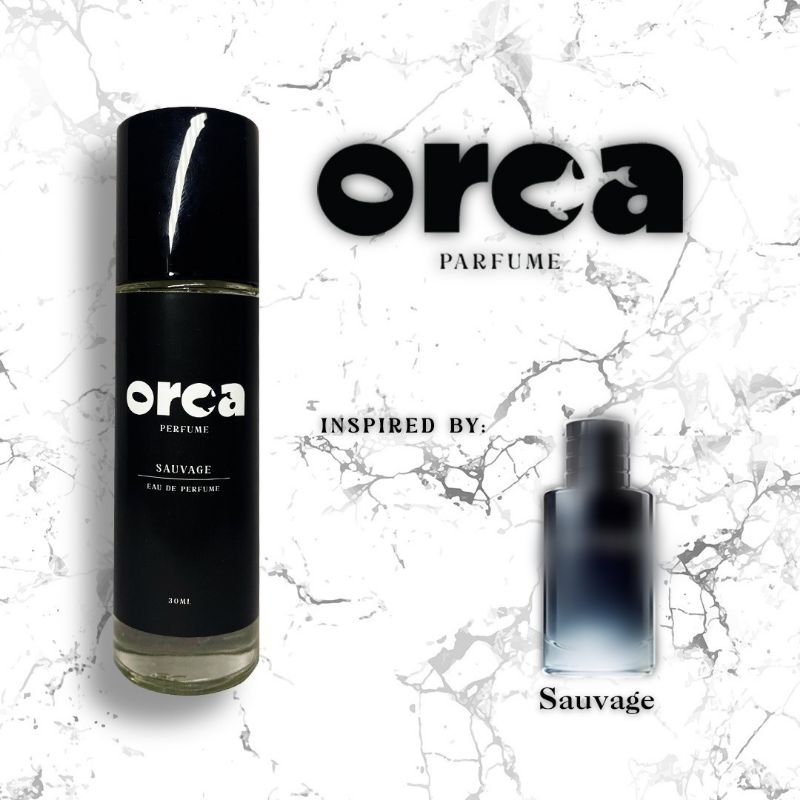 orca
PERFUME
SAUVAGE
EAU DE PERFUME
30ML
orca
PARFUME
INSPIRED BY:
Sauvage